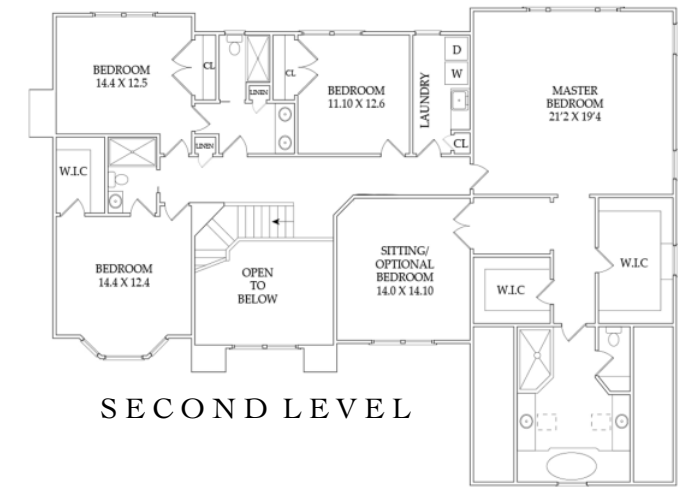 BEDROOM
14.4 X 12.5
CL
LINEN
CL
BEDROOM
11.10 X 12.6
LAUNDRY
D
W
CL
MASTER
BEDROOM
21'2 X 19'4
LINEN
W.I.C
BEDROOM
14.4 X 12.4
OPEN
TO
BELOW
SITTING/
OPTIONAL
BEDROOM
14.0 X 14.10
W.I.C
W.I.C
SECOND LEVEL